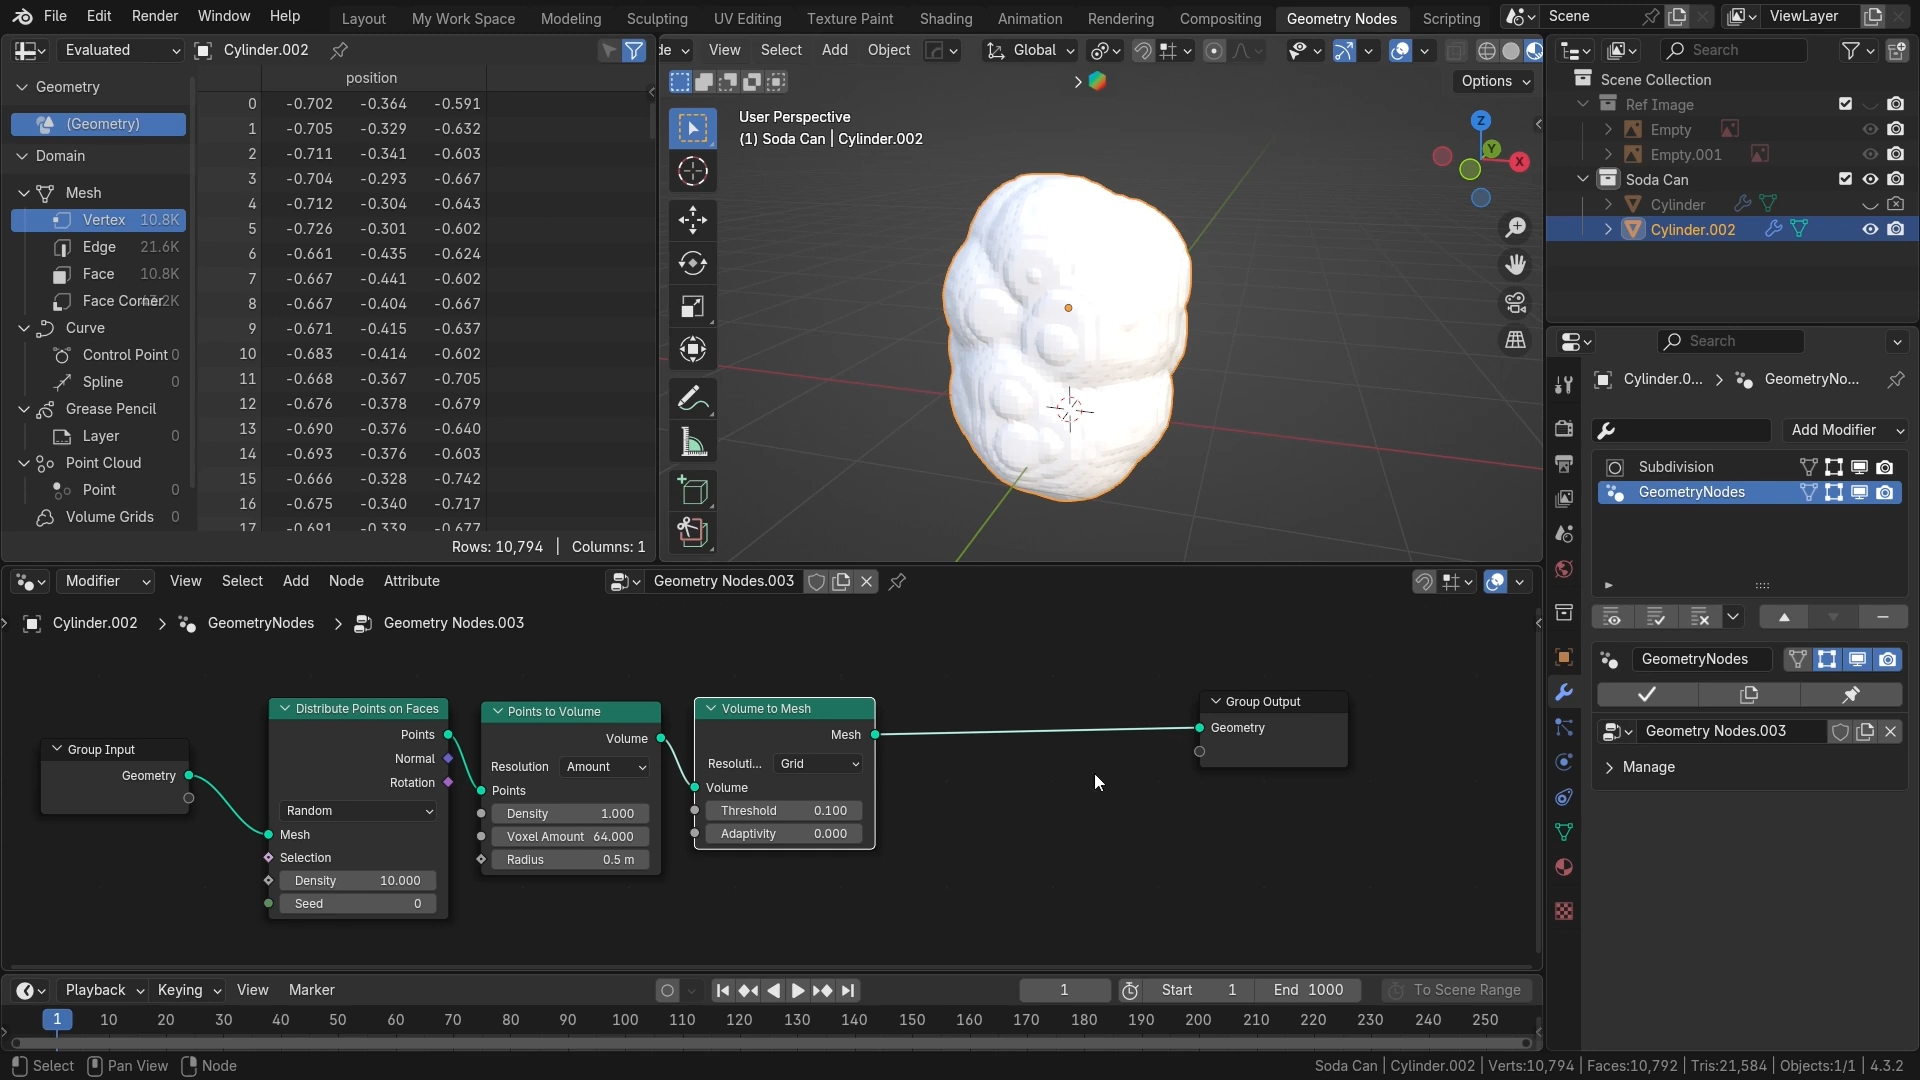 File Edit Render Window Help
Layout My Work Space Modeling Sculpting UV Editing Texture Paint Shading Animation Rendering Compositing Geometry Nodes Scripting
Scene ViewLayer
Evaluated Cylinder.002
position
Geometry
(Geometry)
Domain
Mesh
Vertex 10.8K
Edge 21.6K
Face 10.8K
Face Corner
Curve
Control Point 0
Spline 0
Grease Pencil
Layer 0
Point Cloud
Point 0
Volume Grids 0
0 -0.702 -0.364 -0.591
1 -0.705 -0.329 -0.632
2 -0.711 -0.341 -0.603
3 -0.704 -0.293 -0.667
4 -0.712 -0.304 -0.643
5 -0.726 -0.301 -0.602
6 -0.661 -0.435 -0.624
7 -0.667 -0.441 -0.602
8 -0.667 -0.404 -0.667
9 -0.671 -0.415 -0.637
10 -0.683 -0.414 -0.602
11 -0.668 -0.367 -0.705
12 -0.676 -0.378 -0.679
13 -0.690 -0.376 -0.640
14 -0.693 -0.376 -0.603
15 -0.666 -0.328 -0.742
16 -0.675 -0.340 -0.717
17 -0.691 -0.339 -0.677
Rows: 10,794 | Columns: 1
de View Select Add Object Global
Options
User Perspective
(1) Soda Can | Cylinder.002
Z
Y
X
Search
Scene Collection
Ref Image
Empty
Empty.001
Soda Can
Cylinder
Cylinder.002
Search
Cylinder.0... GeometryNo...
Add Modifier
Subdivision
GeometryNodes
GeometryNodes
Geometry Nodes.003
Manage
Modifier View Select Add Node Attribute Geometry Nodes.003
Cylinder.002 GeometryNodes Geometry Nodes.003
Group Input
Geometry
Distribute Points on Faces
Points
Normal
Rotation
Random
Mesh
Selection
Density 10.000
Seed 0
Points to Volume
Volume
Resolution Amount
Points
Density 1.000
Voxel Amount 64.000
Radius 0.5 m
Volume to Mesh
Mesh
Resoluti... Grid
Volume
Threshold 0.100
Adaptivity 0.000
Group Output
Geometry
Playback Keying View Marker 1 Start 1 End 1000 To Scene Range
1 10 20 30 40 50 60 70 80 90 100 110 120 130 140 150 160 170 180 190 200 210 220 230 240 250
Select Pan View Node Soda Can | Cylinder.002 | Verts:10,794 | Faces:10,792 | Tris:21,584 | Objects:1/1 | 4.3.2